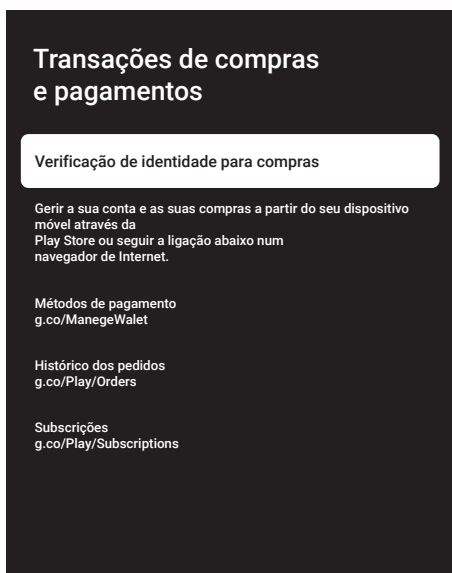 Transações de compras
e pagamentos
Verificação de identidade para compras
Gerir a sua conta e as suas compras a partir do seu dispositivo
móvel através da
Play Store ou seguir a ligação abaixo num
navegador de Internet.
Métodos de pagamento
g.co/ManegeWalet
Histórico dos pedidos
g.co/Play/Orders
Subscrições
g.co/Play/Subscriptions